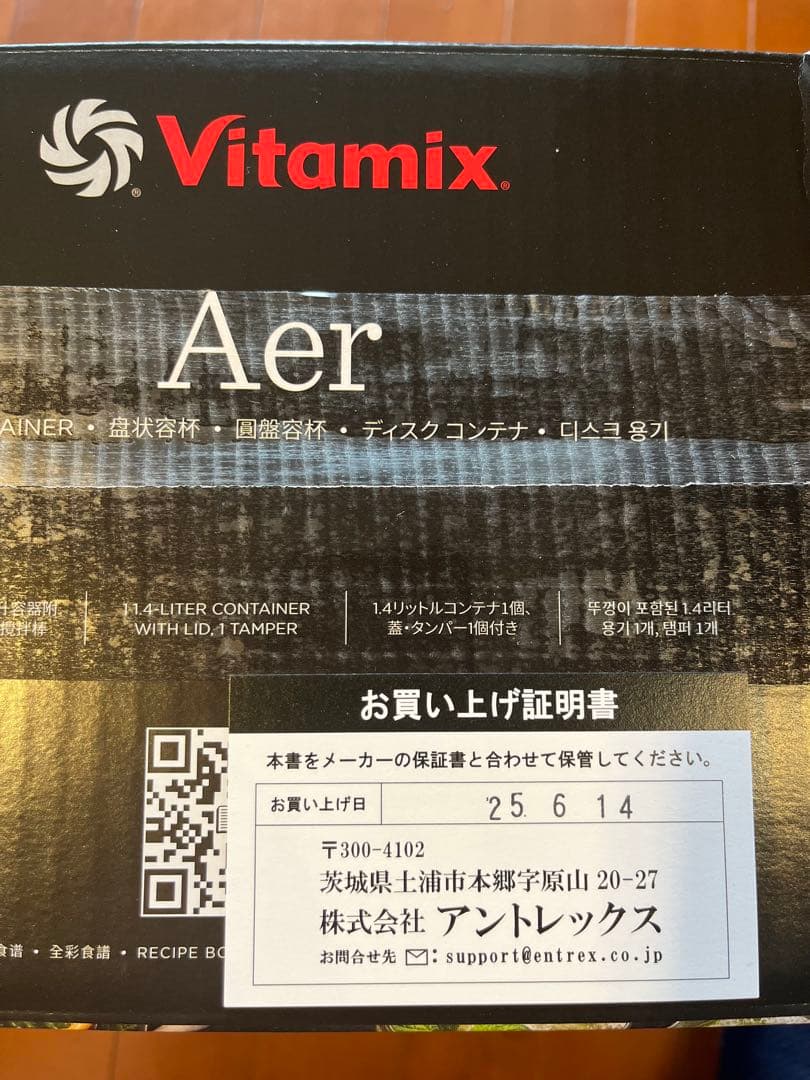 Vitamix®
Aer
AINER • 盘状容杯 • 圓盤容杯 • ディスク コンテナ • 디스크 용기
升容器附
攪拌棒
1 1.4-LITER CONTAINER
WITH LID, 1 TAMPER
1.4リットルコンテナ1個、
蓋・タンパー1個付き
뚜껑이 포함된 1.4리터
용기 1개, 탬퍼 1개
お買い上げ証明書
本書をメーカーの保証書と合わせて保管してください。
お買い上げ日 '25. 6 14
〒300-4102
茨城県土浦市本郷字原山 20-27
株式会社 アントレックス
お問合せ先 ✉: support@entrex.co.jp
食谱 • 全彩食譜 • RECIPE BO